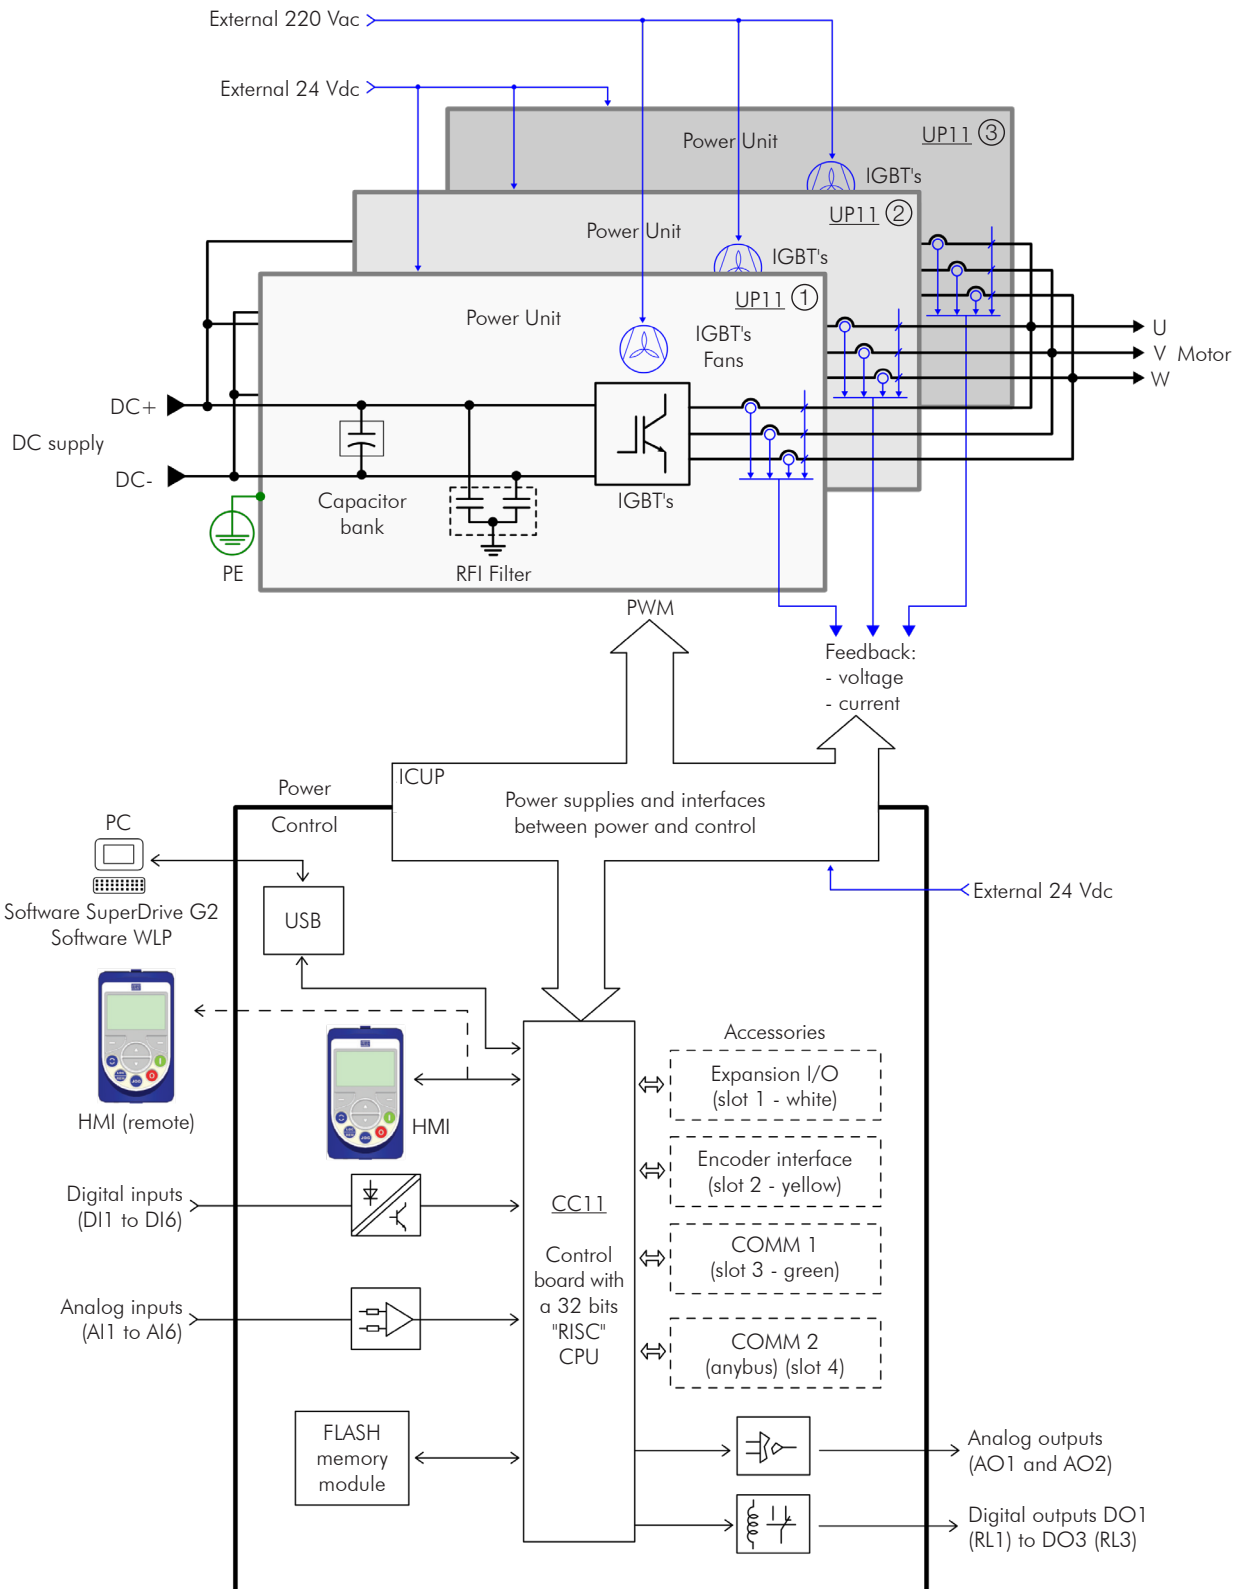 External 220 Vac
External 24 Vdc
Power Unit
UP11 ③
IGBT's
Power Unit
UP11 ②
IGBT's
Power Unit
UP11 ①
IGBT's
Fans
DC+
DC supply
DC-
PE
Capacitor
bank
RFI Filter
IGBT's
U
V Motor
W
PWM
Feedback:
- voltage
- current
ICUP
Power supplies and interfaces
between power and control
Power
Control
External 24 Vdc
PC
Software SuperDrive G2
Software WLP
USB
HMI (remote)
HMI
Digital inputs
(DI1 to DI6)
Analog inputs
(AI1 to AI6)
FLASH
memory
module
CC11
Control
board with
a 32 bits
"RISC"
CPU
Accessories
Expansion I/O
(slot 1 - white)
Encoder interface
(slot 2 - yellow)
COMM 1
(slot 3 - green)
COMM 2
(anybus) (slot 4)
Analog outputs
(AO1 and AO2)
Digital outputs DO1
(RL1) to DO3 (RL3)